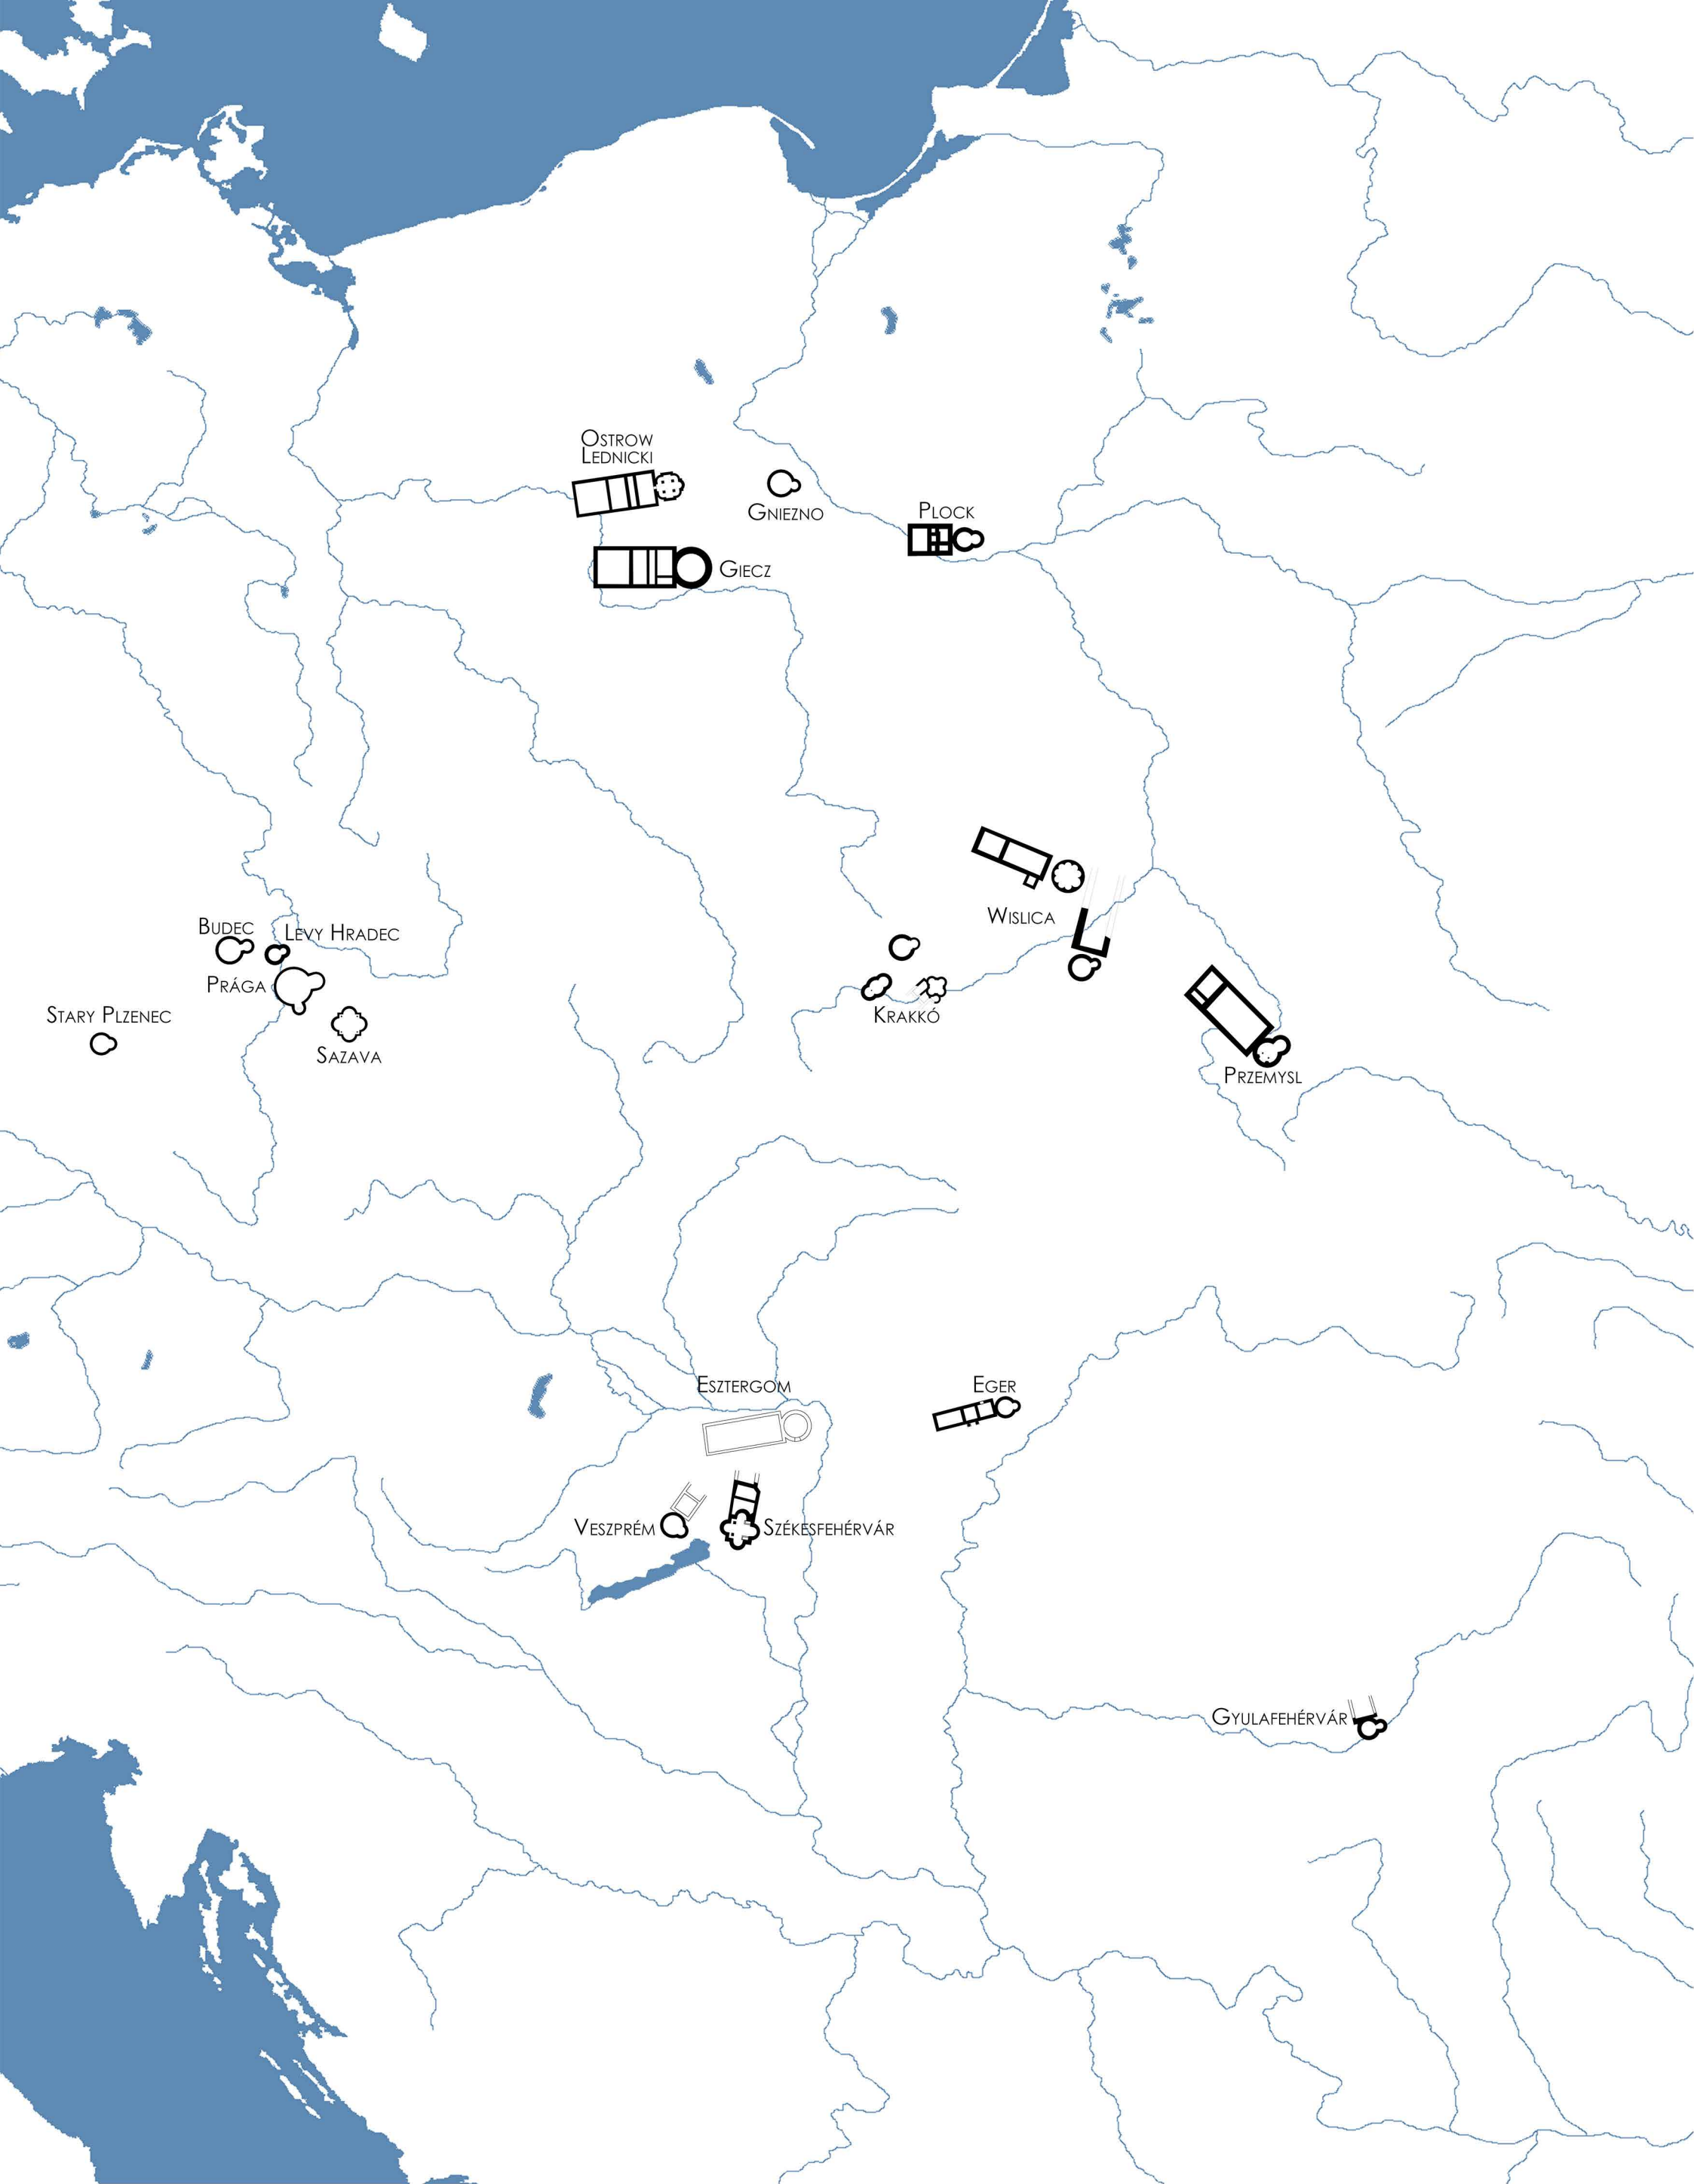 Ostrow
Lednicki
Gniezno
Plock
Giecz
Wislica
Budec
Levy Hradec
Prága
Stary Plzenec
Krakkó
Sazava
Przemysl
Esztergom
Eger
Veszprém
Székesfehérvár
Gyulafehérvár